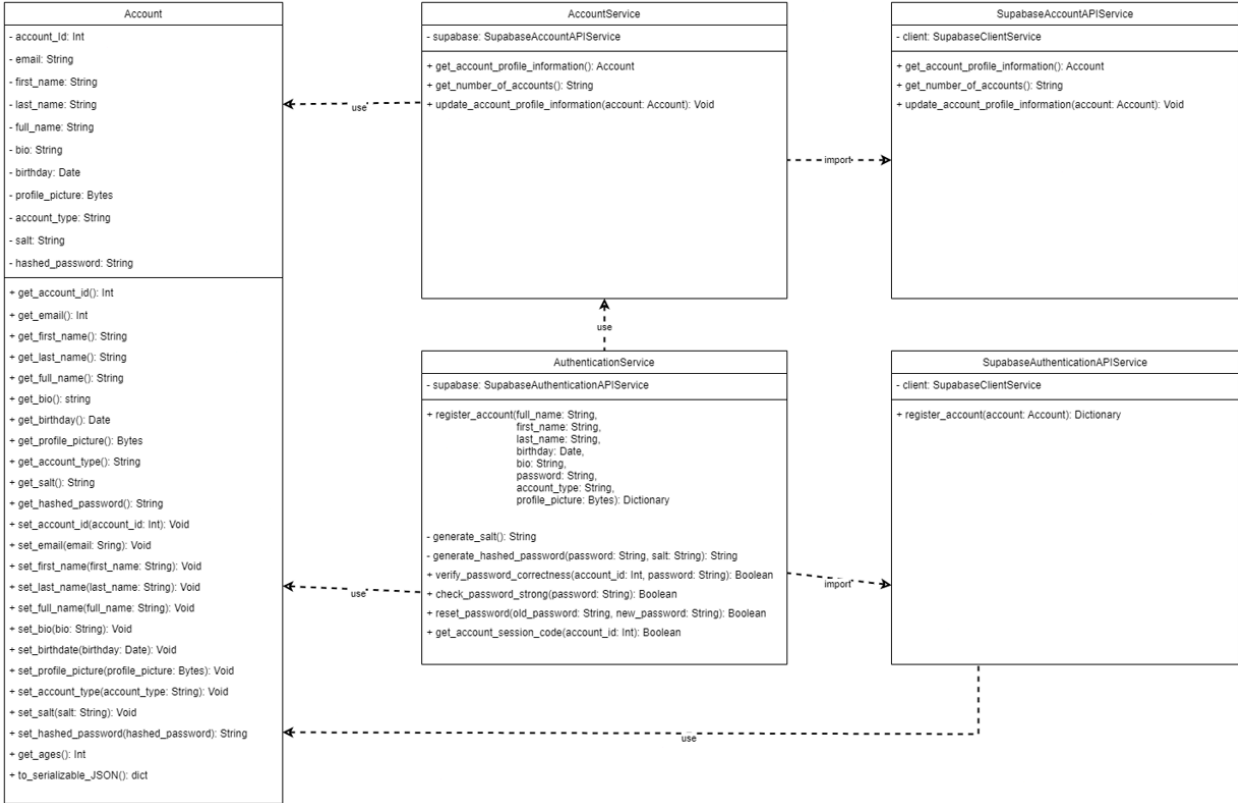 Account
- account_Id: Int
- email: String
- first_name: String
- last_name: String
- full_name: String
- bio: String
- birthday: Date
- profile_picture: Bytes
- account_type: String
- salt: String
- hashed_password: String
+ get_account_id(): Int
+ get_email(): Int
+ get_first_name(): String
+ get_last_name(): String
+ get_full_name(): String
+ get_bio(): string
+ get_birthday(): Date
+ get_profile_picture(): Bytes
+ get_account_type(): String
+ get_salt(): String
+ get_hashed_password(): String
+ set_account_id(account_id: Int): Void
+ set_email(email: Sring): Void
+ set_first_name(first_name: String): Void
+ set_last_name(last_name: String): Void
+ set_full_name(full_name: String): Void
+ set_bio(bio: String): Void
+ set_birthdate(birthday: Date): Void
+ set_profile_picture(profile_picture: Bytes): Void
+ set_account_type(account_type: String): Void
+ set_salt(salt: String): Void
+ set_hashed_password(hashed_password): String
+ get_ages(): Int
+ to_serializable_JSON(): dict
use
AccountService
- supabase: SupabaseAccountAPIService
+ get_account_profile_information(): Account
+ get_number_of_accounts(): String
+ update_account_profile_information(account: Account): Void
import
SupabaseAccountAPIService
- client: SupabaseClientService
+ get_account_profile_information(): Account
+ get_number_of_accounts(): String
+ update_account_profile_information(account: Account): Void
use
AuthenticationService
- supabase: SupabaseAuthenticationAPIService
+ register_account(full_name: String,
first_name: String,
last_name: String,
birthday: Date,
bio: String,
password: String,
account_type: String,
profile_picture: Bytes): Dictionary
- generate_salt(): String
- generate_hashed_password(password: String, salt: String): String
+ verify_password_correctness(account_id: Int, password: String): Boolean
+ check_password_strong(password: String): Boolean
+ reset_password(old_password: String, new_password: String): Boolean
+ get_account_session_code(account_id: Int): Boolean
use
import
SupabaseAuthenticationAPIService
- client: SupabaseClientService
+ register_account(account: Account): Dictionary
use